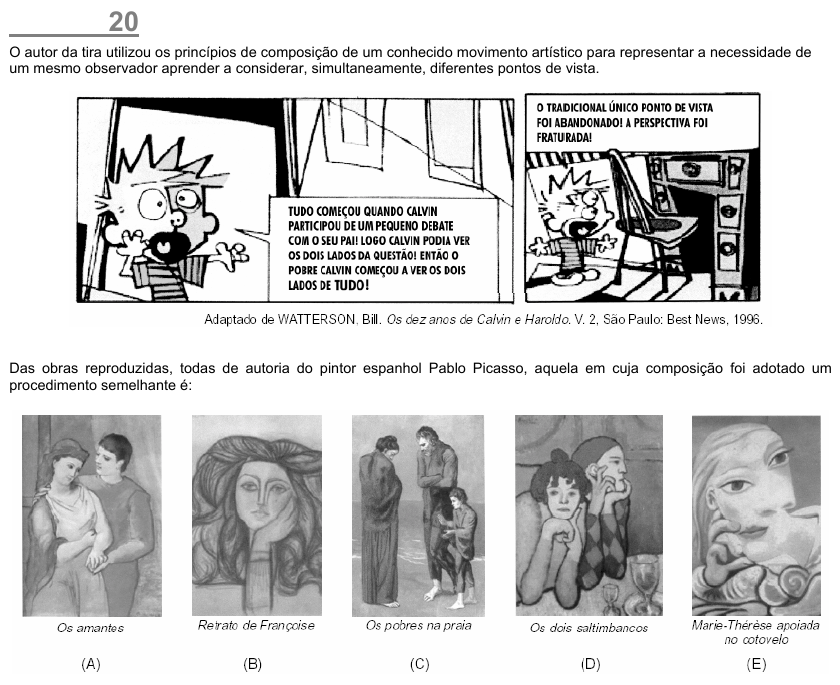 20
O autor da tira utilizou os princípios de composição de um conhecido movimento artístico para representar a necessidade de
um mesmo observador aprender a considerar, simultaneamente, diferentes pontos de vista.
TUDO COMEÇOU QUANDO CALVIN
PARTICIPOU DE UM PEQUENO DEBATE
COM O SEU PAI! LOGO CALVIN PODIA VER
OS DOIS LADOS DA QUESTÃO! ENTÃO O
POBRE CALVIN COMEÇOU A VER OS DOIS
LADOS DE TUDO!
O TRADICIONAL ÚNICO PONTO DE VISTA
FOI ABANDONADO! A PERSPECTIVA FOI
FRATURADA!
Adaptado de WATTERSON, Bill. Os dez anos de Calvin e Haroldo. V. 2, São Paulo: Best News, 1996.
Das obras reproduzidas, todas de autoria do pintor espanhol Pablo Picasso, aquela em cuja composição foi adotado um
procedimento semelhante é:
Os amantes
(A)
Retrato de Françoise
(B)
Os pobres na praia
(C)
Os dois saltimbancos
(D)
Marie-Thérèse apoiada
no cotovelo
(E)